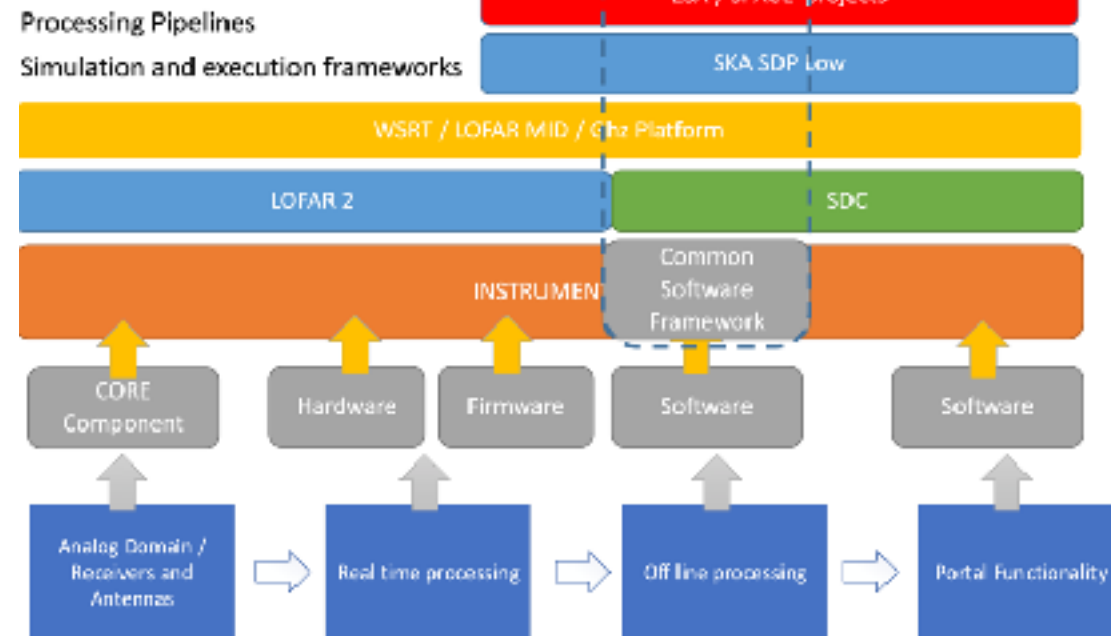 Processing Pipelines
projects
Simulation and execution frameworks
SKA SDP Low
WSRT / LOFAR MID / Ghz Platform
LOFAR 2
SDC
INSTRUMEN
Common
Software
Framework
CORE
Component
Hardware
Firmware
Software
Software
Analog Domain /
Receivers and
Antennas
Real time processing
Off line processing
Portal Functionality